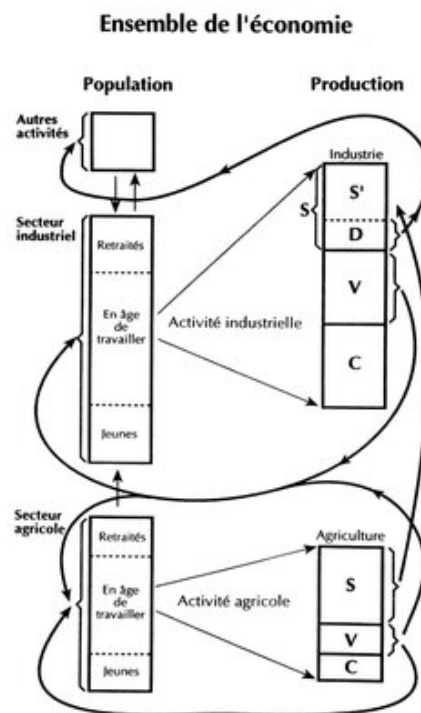 Ensemble de l'économie
Population
Production
Autres
activités
Industrie
S'
S
D
V
C
Secteur
industriel
Retraités
En âge
de
travailler
Jeunes
Activité industrielle
Secteur
agricole
Retraités
En âge
de
travailler
Jeunes
Activité agricole
Agriculture
S
V
C